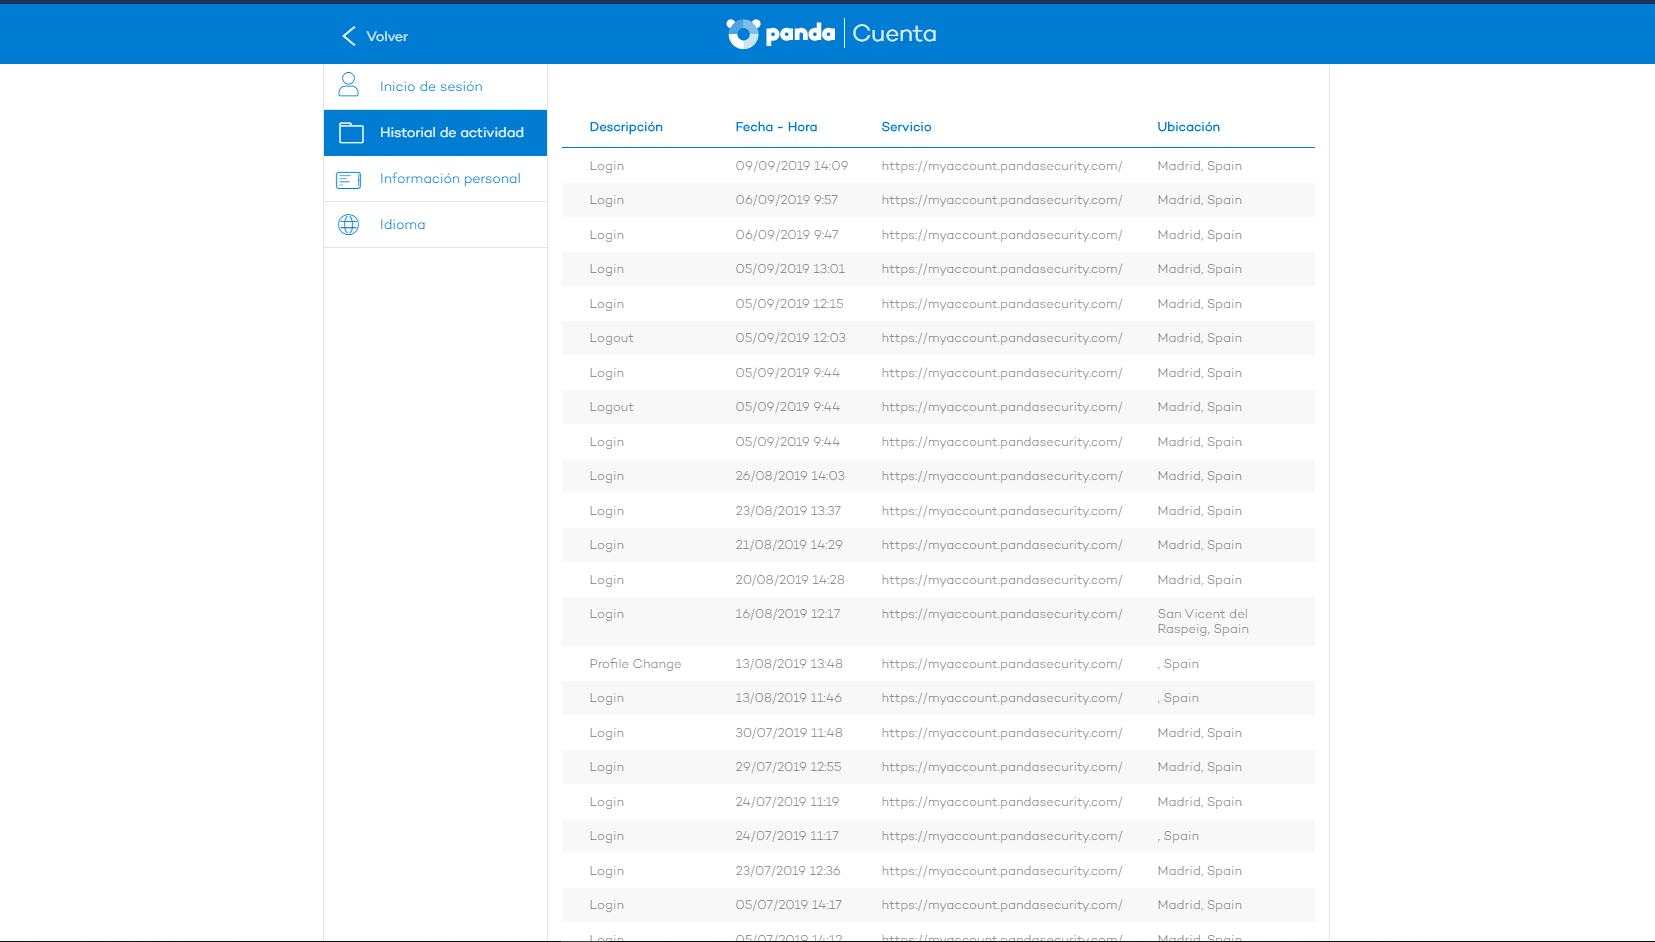 Volver
panda Cuenta
Inicio de sesión
Historial de actividad
Información personal
Idioma
Descripción Fecha - Hora Servicio Ubicación
Login 09/09/2019 14:09 https://myaccount.pandasecurity.com/ Madrid, Spain
Login 06/09/2019 9:57 https://myaccount.pandasecurity.com/ Madrid, Spain
Login 06/09/2019 9:47 https://myaccount.pandasecurity.com/ Madrid, Spain
Login 05/09/2019 13:01 https://myaccount.pandasecurity.com/ Madrid, Spain
Login 05/09/2019 12:15 https://myaccount.pandasecurity.com/ Madrid, Spain
Logout 05/09/2019 12:03 https://myaccount.pandasecurity.com/ Madrid, Spain
Login 05/09/2019 9:44 https://myaccount.pandasecurity.com/ Madrid, Spain
Logout 05/09/2019 9:44 https://myaccount.pandasecurity.com/ Madrid, Spain
Login 05/09/2019 9:44 https://myaccount.pandasecurity.com/ Madrid, Spain
Login 26/08/2019 14:03 https://myaccount.pandasecurity.com/ Madrid, Spain
Login 23/08/2019 13:37 https://myaccount.pandasecurity.com/ Madrid, Spain
Login 21/08/2019 14:29 https://myaccount.pandasecurity.com/ Madrid, Spain
Login 20/08/2019 14:28 https://myaccount.pandasecurity.com/ Madrid, Spain
Login 16/08/2019 12:17 https://myaccount.pandasecurity.com/ San Vicent del
Raspeig, Spain
Profile Change 13/08/2019 13:48 https://myaccount.pandasecurity.com/ , Spain
Login 13/08/2019 11:46 https://myaccount.pandasecurity.com/ , Spain
Login 30/07/2019 11:48 https://myaccount.pandasecurity.com/ Madrid, Spain
Login 29/07/2019 12:55 https://myaccount.pandasecurity.com/ Madrid, Spain
Login 24/07/2019 11:19 https://myaccount.pandasecurity.com/ Madrid, Spain
Login 24/07/2019 11:17 https://myaccount.pandasecurity.com/ , Spain
Login 23/07/2019 12:36 https://myaccount.pandasecurity.com/ Madrid, Spain
Login 05/07/2019 14:17 https://myaccount.pandasecurity.com/ Madrid, Spain
Login 05/07/2019 14:12 https://myaccount.pandasecurity.com/ Madrid, Spain